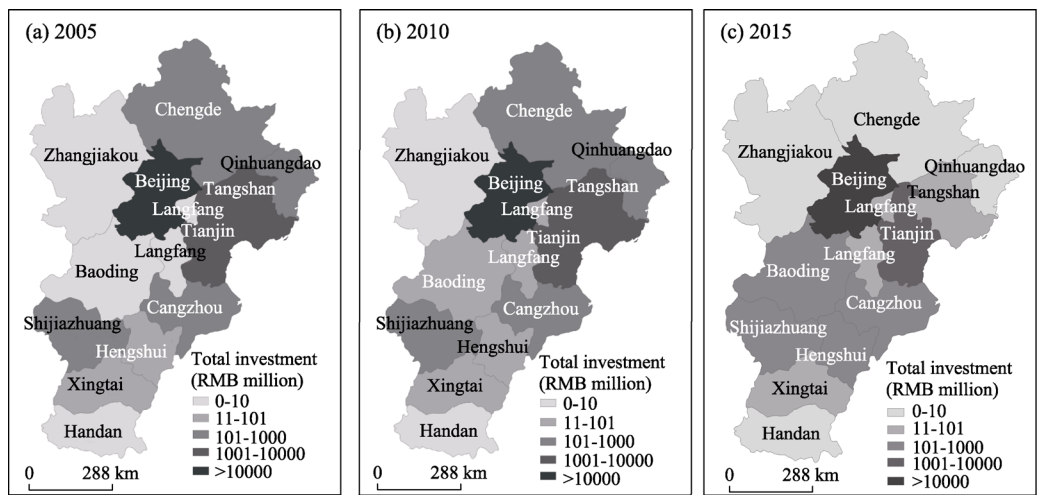 (a) 2005
Chengde
Zhangjiakou
Qinhuangdao
Beijing
Tangshan
Langfang
Tianjin
Langfang
Baoding
Cangzhou
Shijiazhuang
Hengshui
Xingtai
Handan
Total investment
(RMB million)
0-10
11-101
101-1000
1001-10000
>10000
0
288 km
(b) 2010
Chengde
Zhangjiakou
Qinhuangdao
Beijing
Tangshan
Langfang
Tianjin
Langfang
Baoding
Cangzhou
Shijiazhuang
Hengshui
Xingtai
Handan
Total investment
(RMB million)
0-10
11-101
101-1000
1001-10000
>10000
0
288 km
(c) 2015
Chengde
Zhangjiakou
Qinhuangdao
Beijing
Tangshan
Langfang
Tianjin
Langfang
Baoding
Cangzhou
Shijiazhuang
Hengshui
Xingtai
Handan
Total investment
(RMB million)
0-10
11-101
101-1000
1001-10000
>10000
0
288 km